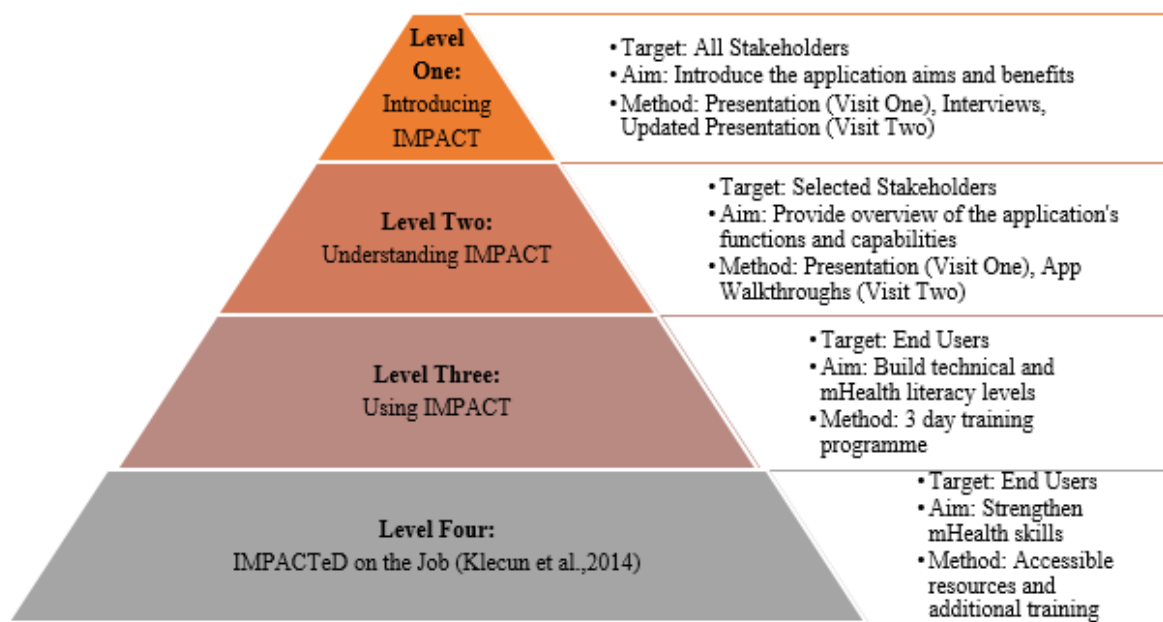 Level
One:
Introducing
IMPACT
• Target: All Stakeholders
• Aim: Introduce the application aims and benefits
• Method: Presentation (Visit One), Interviews,
Updated Presentation (Visit Two)
Level Two:
Understanding IMPACT
• Target: Selected Stakeholders
• Aim: Provide overview of the application's
functions and capabilities
• Method: Presentation (Visit One), App
Walkthroughs (Visit Two)
Level Three:
Using IMPACT
• Target: End Users
• Aim: Build technical and
mHealth literacy levels
• Method: 3 day training
programme
Level Four:
IMPACTeD on the Job (Klecun et al.,2014)
• Target: End Users
• Aim: Strengthen
mHealth skills
• Method: Accessible
resources and
additional training